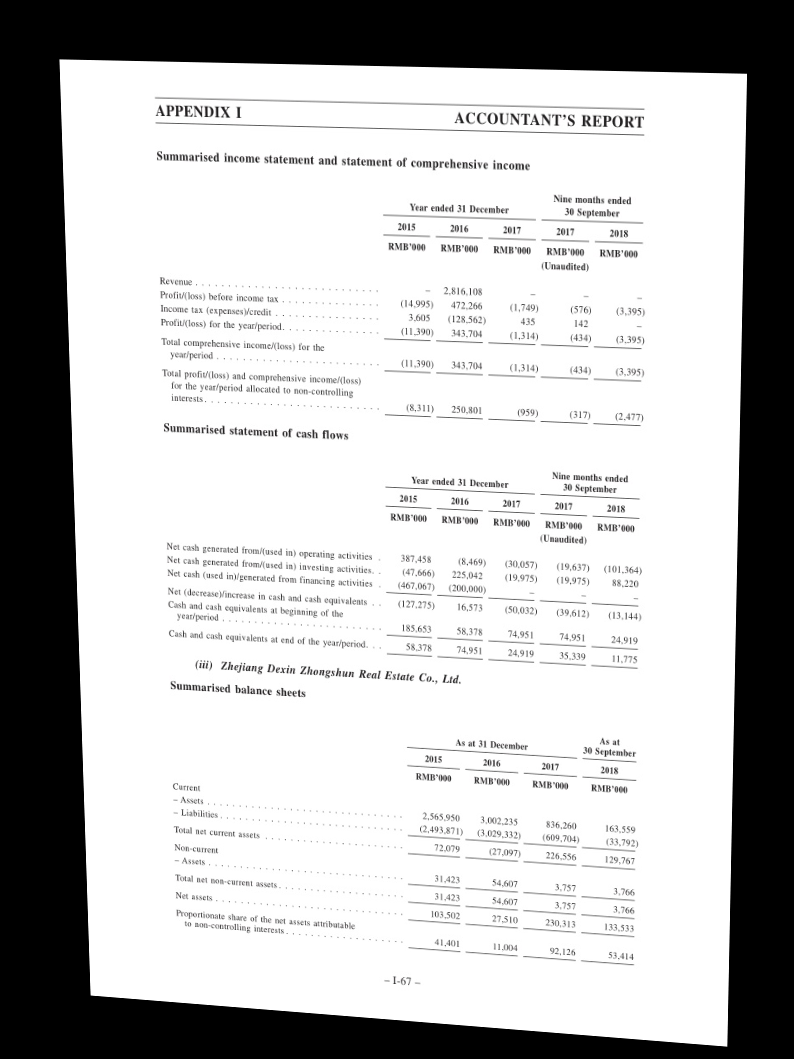 APPENDIX I ACCOUNTANT'S REPORT
Summarised income statement and statement of comprehensive income
Year ended 31 December Nine months ended 30 September
2015 2016 2017 2017 2018
RMB'000 RMB'000 RMB'000 RMB'000 RMB'000
(Unaudited)
Revenue – 2,816,108 – – –
Profit/(loss) before income tax (14,995) 472,266 (1,749) (576) (3,395)
Income tax (expenses)/credit 3,605 (128,562) 435 142 –
Profit/(loss) for the year/period (11,390) 343,704 (1,314) (434) (3,395)
Total comprehensive income/(loss) for the
year/period (11,390) 343,704 (1,314) (434) (3,395)
Total profit/(loss) and comprehensive income/(loss)
for the year/period allocated to non-controlling
interests (8,311) 250,801 (959) (317) (2,477)
Summarised statement of cash flows
Year ended 31 December Nine months ended 30 September
2015 2016 2017 2017 2018
RMB'000 RMB'000 RMB'000 RMB'000 RMB'000
(Unaudited)
Net cash generated from/(used in) operating activities 387,458 (8,469) (30,057) (19,637) (101,364)
Net cash generated from/(used in) investing activities (47,666) 225,042 (19,975) (19,975) 88,220
Net cash (used in)/generated from financing activities (467,067) (200,000) – – –
Net (decrease)/increase in cash and cash equivalents (127,275) 16,573 (50,032) (39,612) (13,144)
Cash and cash equivalents at beginning of the
year/period 185,653 58,378 74,951 74,951 24,919
Cash and cash equivalents at end of the year/period 58,378 74,951 24,919 35,339 11,775
(iii) Zhejiang Dexin Zhongshun Real Estate Co., Ltd.
Summarised balance sheets
As at 31 December As at 30 September
2015 2016 2017 2018
RMB'000 RMB'000 RMB'000 RMB'000
Current
– Assets 2,565,950 3,002,235 836,260 163,559
– Liabilities (2,493,871) (3,029,332) (609,704) (33,792)
Total net current assets 72,079 (27,097) 226,556 129,767
Non-current
– Assets 31,423 54,607 3,757 3,766
Total net non-current assets 31,423 54,607 3,757 3,766
Net assets 103,502 27,510 230,313 133,533
Proportionate share of the net assets attributable
to non-controlling interests 41,401 11,004 92,126 53,414
– I-67 –